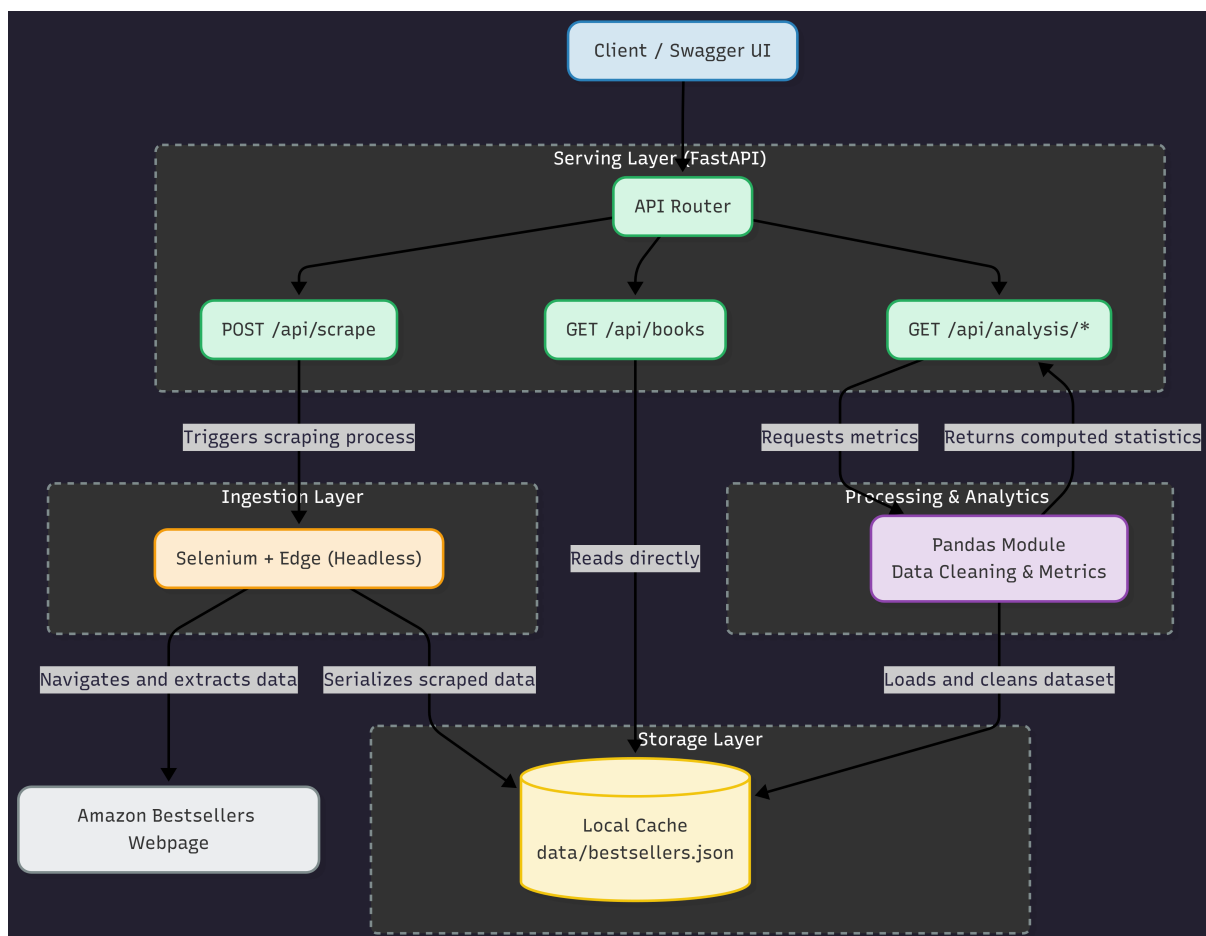 Client / Swagger UI
Serving Layer (FastAPI)
API Router
POST /api/scrape
GET /api/books
GET /api/analysis/*
Triggers scraping process
Requests metrics
Returns computed statistics
Ingestion Layer
Processing & Analytics
Selenium + Edge (Headless)
Reads directly
Pandas Module
Data Cleaning & Metrics
Navigates and extracts data
Serializes scraped data
Loads and cleans dataset
Storage Layer
Amazon Bestsellers
Webpage
Local Cache
data/bestsellers.json